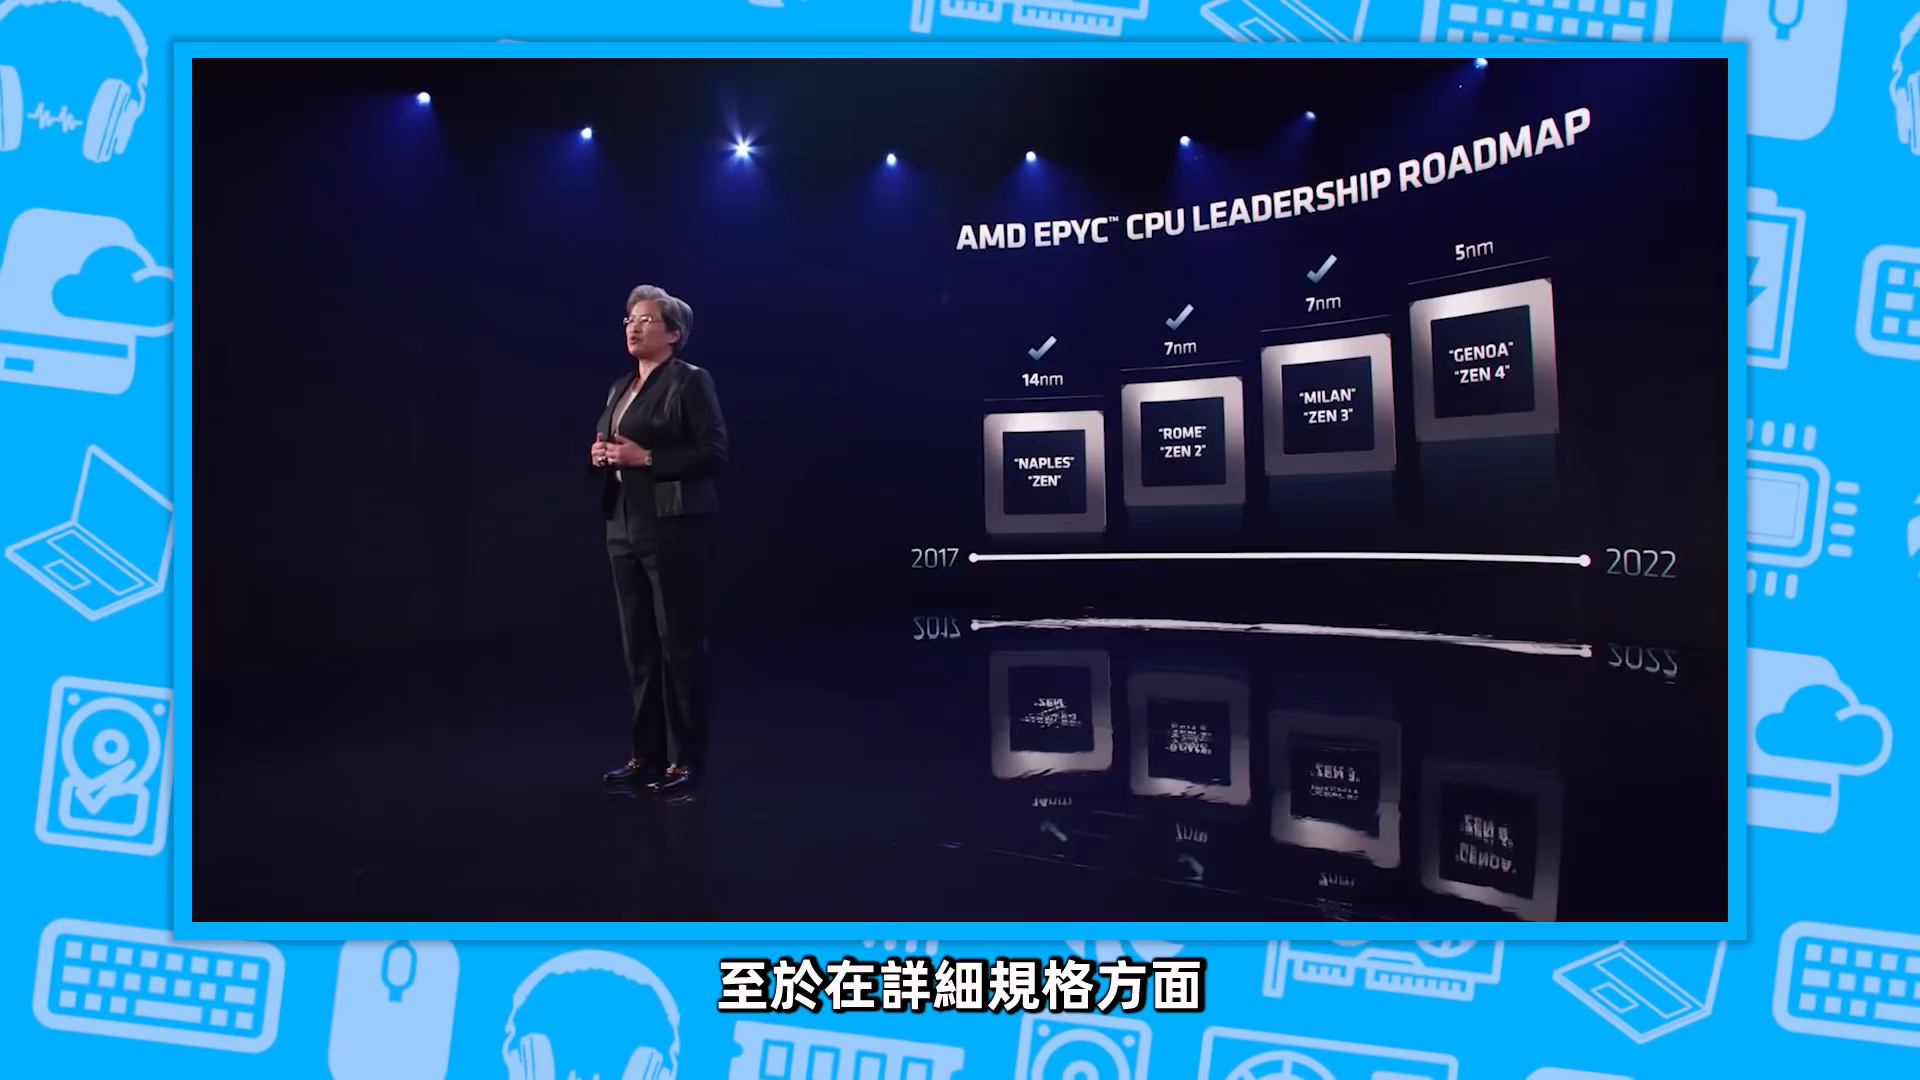 AMD EPYC™ CPU LEADERSHIP ROADMAP
14nm
"NAPLES"
"ZEN"
7nm
"ROME"
"ZEN 2"
7nm
"MILAN"
"ZEN 3"
5nm
"GENOA"
"ZEN 4"
2017
2022
至於在詳細規格方面